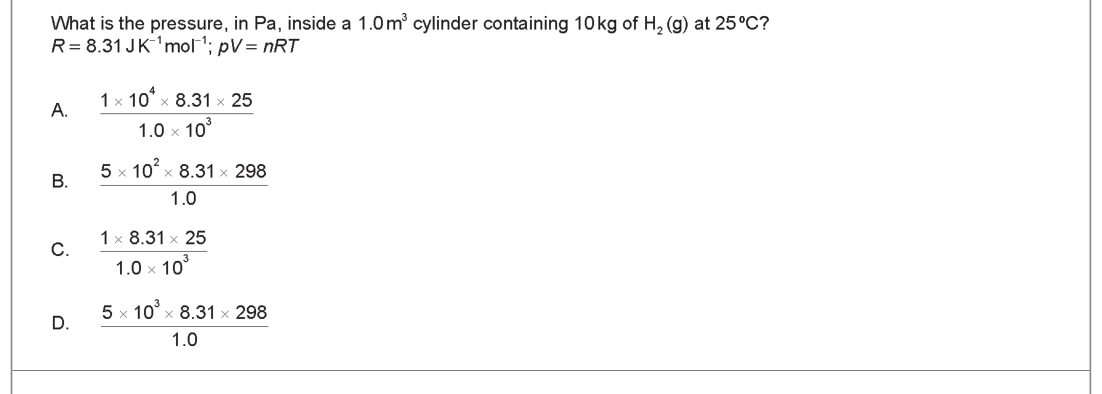 What is the pressure, in Pa, inside a 1.0 m³ cylinder containing 10 kg of H₂ (g) at 25 ºC?
R = 8.31 J K⁻¹ mol⁻¹; pV = nRT
A. 1 × 10⁴ × 8.31 × 25
1.0 × 10³
B. 5 × 10² × 8.31 × 298
1.0
C. 1 × 8.31 × 25
1.0 × 10³
D. 5 × 10³ × 8.31 × 298
1.0